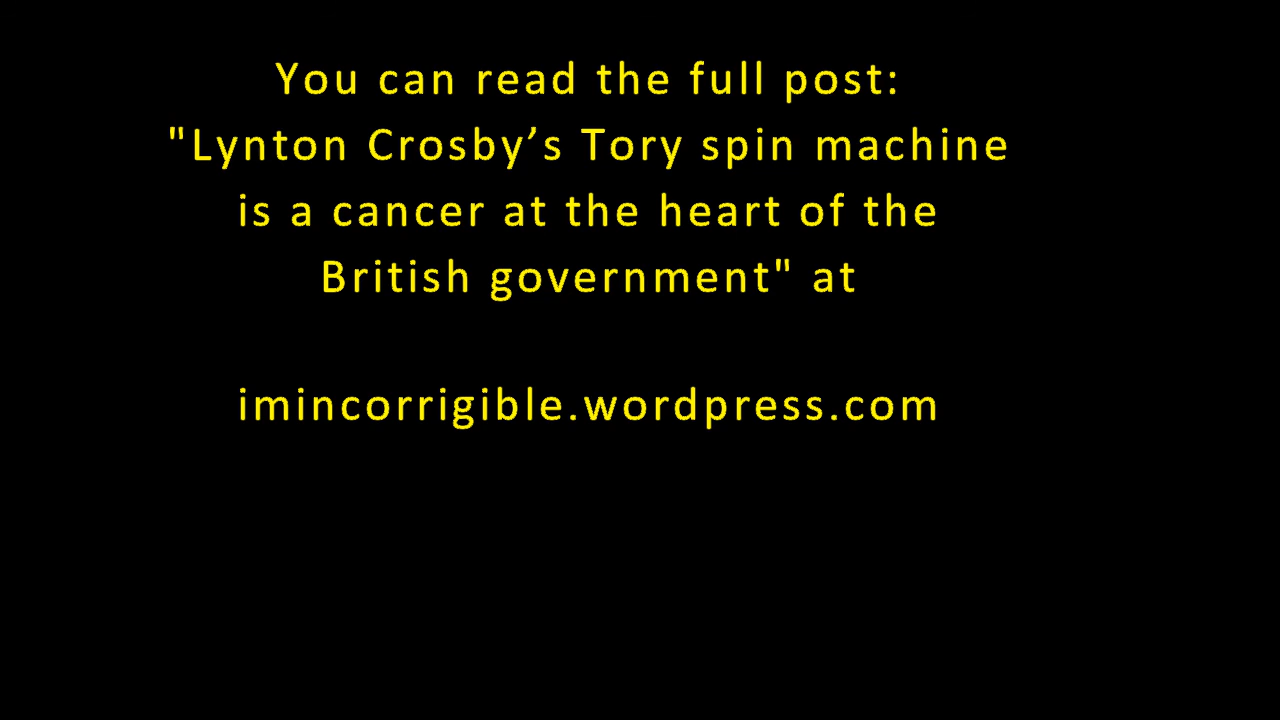 You can read the full post:
"Lynton Crosby’s Tory spin machine
is a cancer at the heart of the
British government" at
imincorrigible.wordpress.com